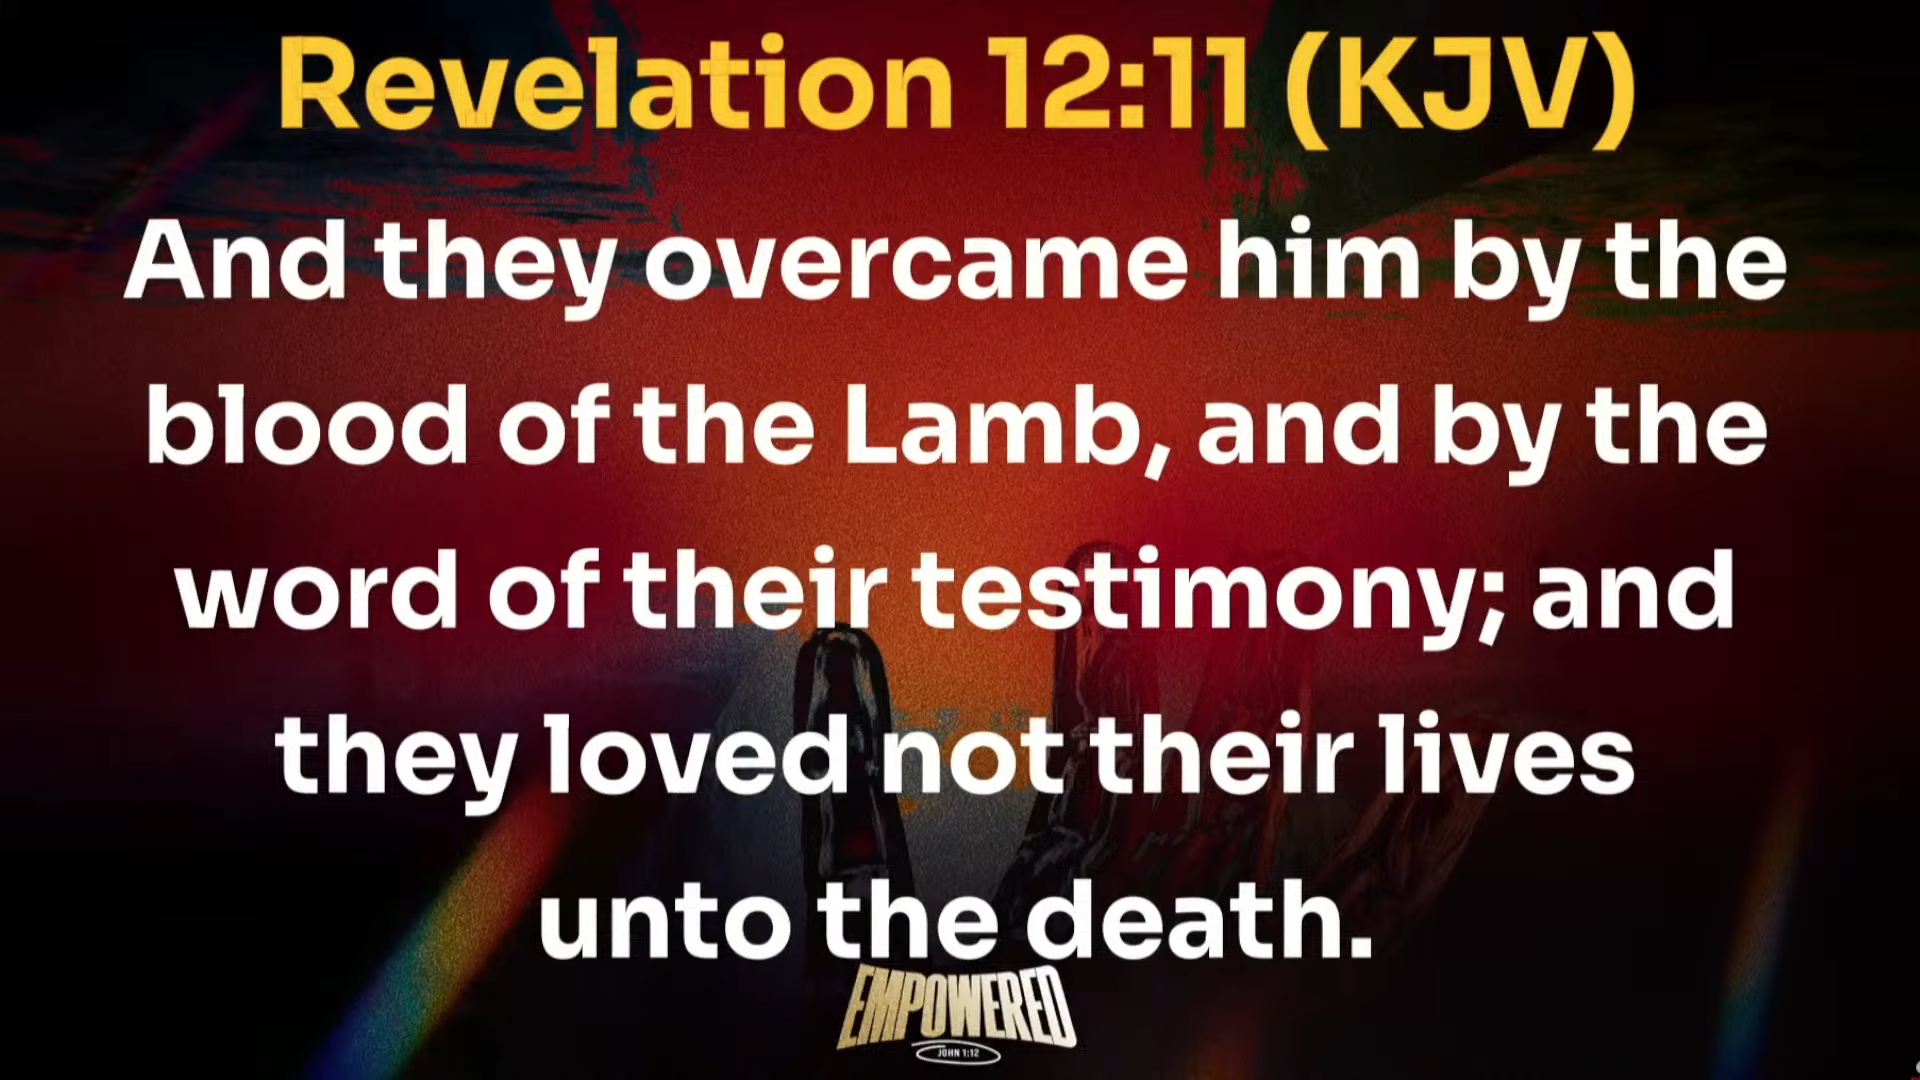 Revelation 12:11 (KJV)
And they overcame him by the
blood of the Lamb, and by the
word of their testimony; and
they loved not their lives
unto the death.
EMPOWERED
JOHN 1:12